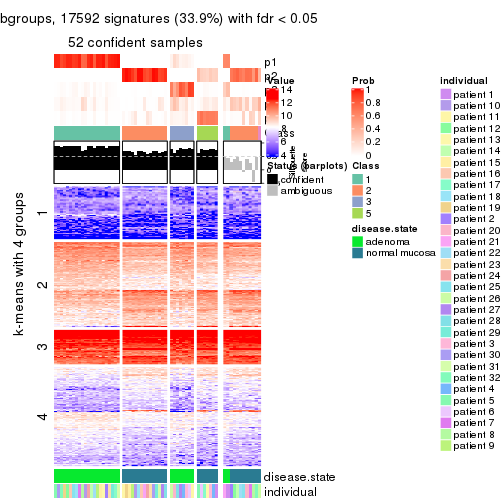 bgroups, 17592 signatures (33.9%) with fdr < 0.05
52 confident samples
p1
p2
Value
14
12
10
8
6
4
Status (barplots)
confident
ambiguous
Silhouette
score
Prob
1
0.8
0.6
0.4
0.2
0
Class
1
2
3
5
disease.state
adenoma
normal mucosa
individual
patient 1
patient 10
patient 11
patient 12
patient 13
patient 14
patient 15
patient 16
patient 17
patient 18
patient 19
patient 2
patient 20
patient 21
patient 22
patient 23
patient 24
patient 25
patient 26
patient 27
patient 28
patient 29
patient 3
patient 30
patient 31
patient 32
patient 4
patient 5
patient 6
patient 7
patient 8
patient 9
k-means with 4 groups
1
2
3
4
disease.state
individual